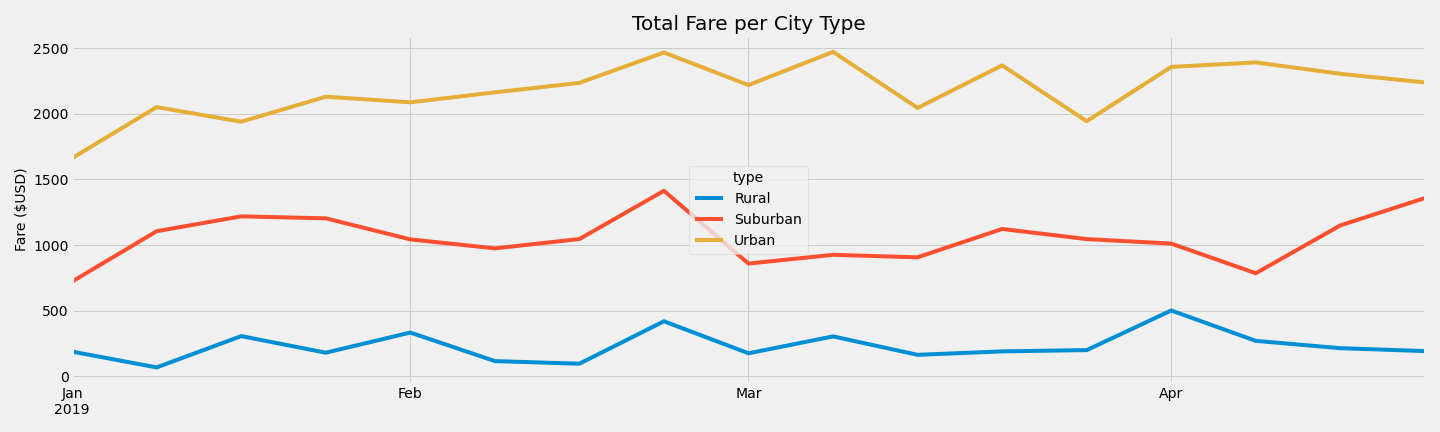 Total Fare per City Type
Fare ($USD)
2500
2000
1500
1000
500
0
type
Rural
Suburban
Urban
Jan
2019
Feb
Mar
Apr